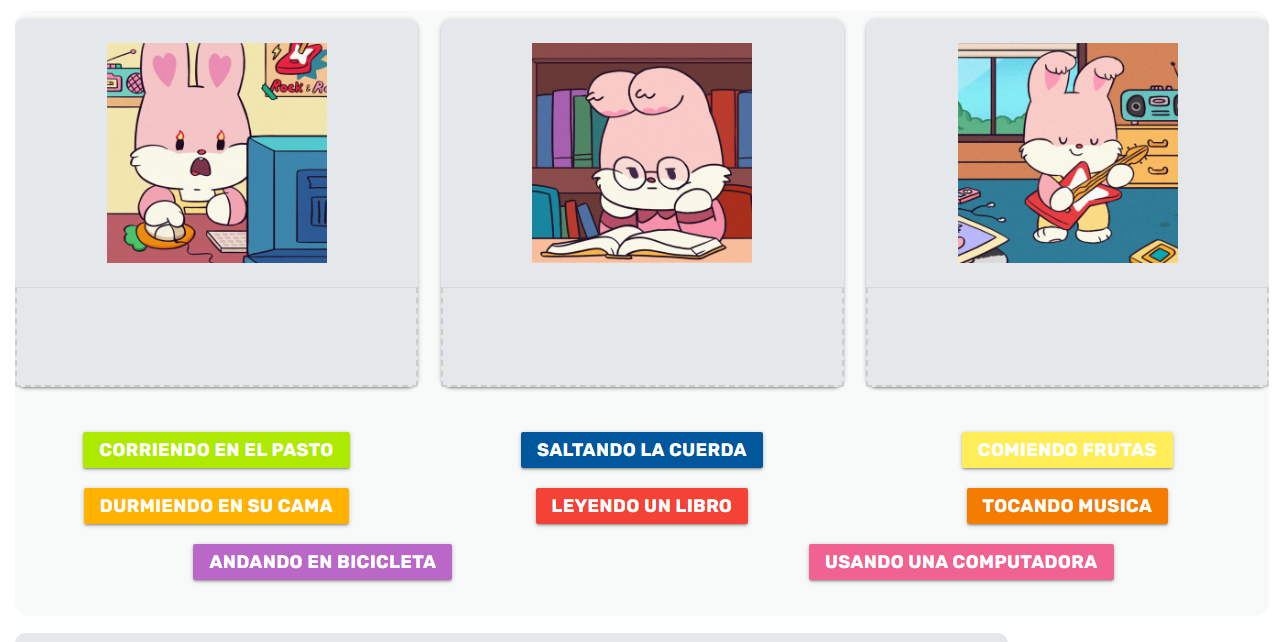 Rock & Ro
CORRIENDO EN EL PASTO
SALTANDO LA CUERDA
COMIENDO FRUTAS
DURMIENDO EN SU CAMA
LEYENDO UN LIBRO
TOCANDO MUSICA
ANDANDO EN BICICLETA
USANDO UNA COMPUTADORA